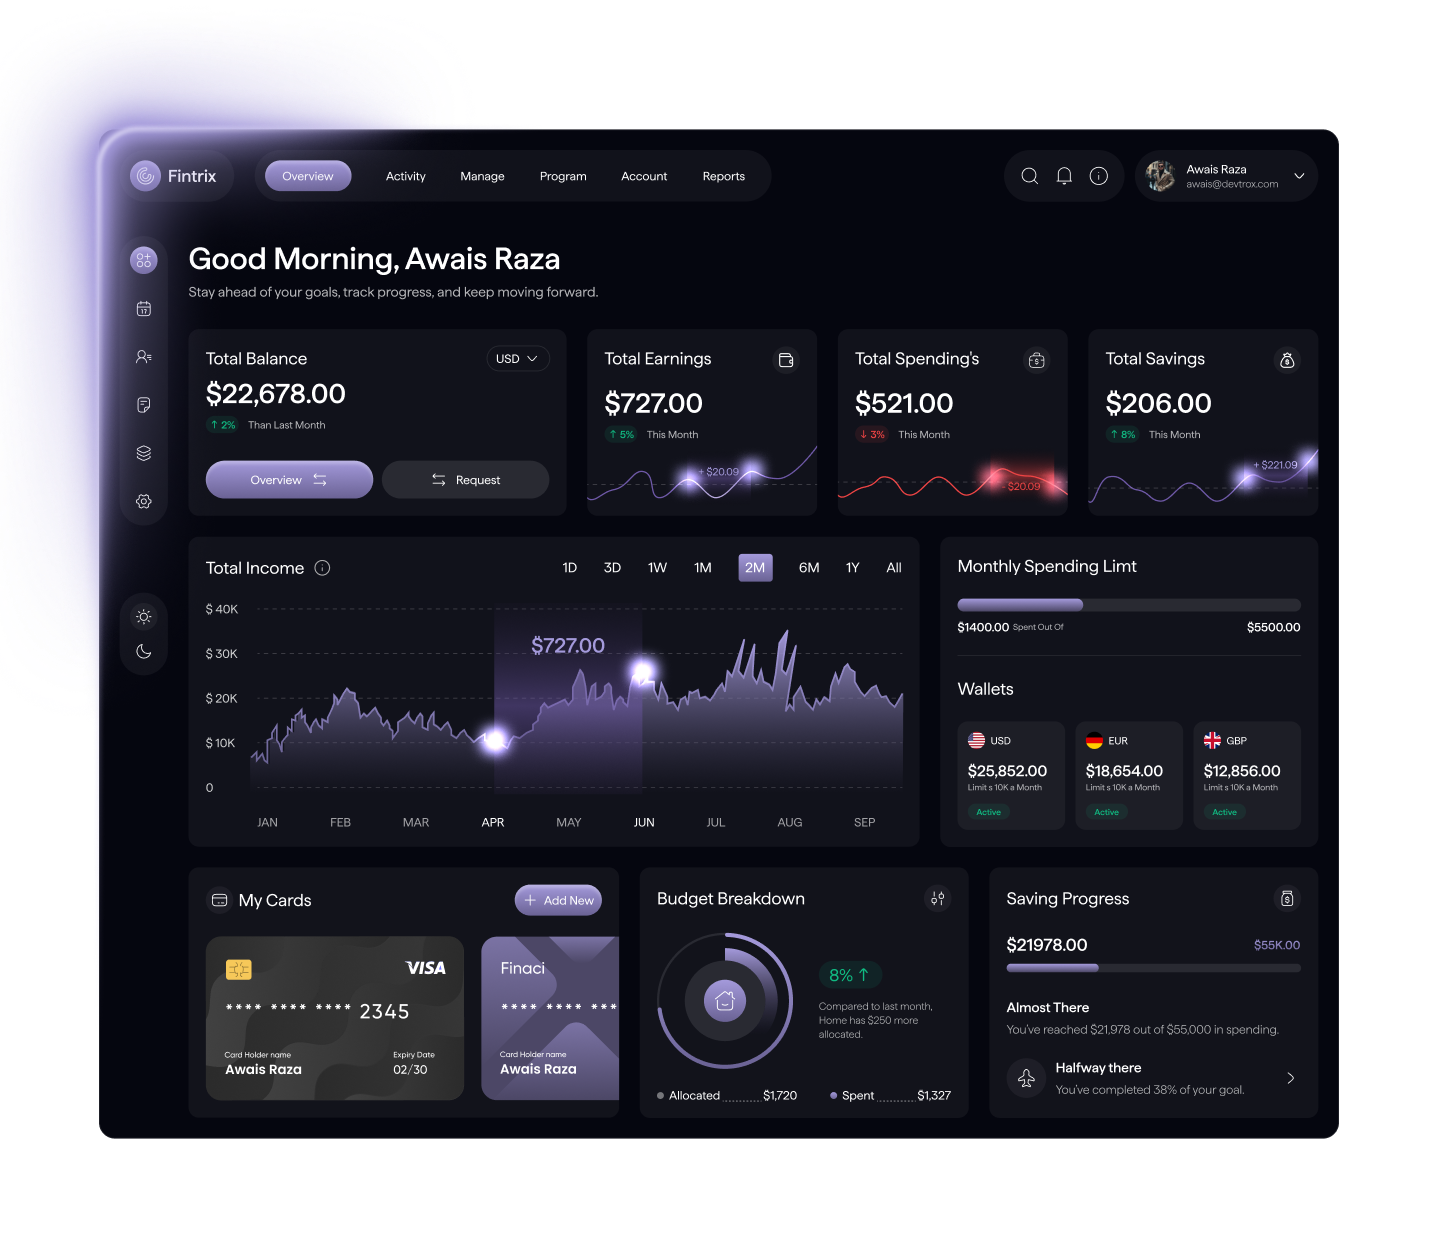 Fintrix
Overview
Activity
Manage
Program
Account
Reports
Awais Raza
awais@devtrox.com
17
Good Morning, Awais Raza
Stay ahead of your goals, track progress, and keep moving forward.
Total Balance
USD
$22,678.00
↑ 2% Than Last Month
Overview
Request
Total Earnings
$727.00
↑ 5% This Month
+ $20.09
Total Spending's
$521.00
↓ 3% This Month
- $20.09
Total Savings
$206.00
↑ 8% This Month
+ $221.09
Total Income
1D 3D 1W 1M 2M 6M 1Y All
$ 40K
$ 30K
$ 20K
$ 10K
0
$727.00
JAN FEB MAR APR MAY JUN JUL AUG SEP
Monthly Spending Limt
$1400.00 Spent Out Of $5500.00
Wallets
USD
$25,852.00
Limit s 10K a Month
Active
EUR
$18,654.00
Limit s 10K a Month
Active
GBP
$12,856.00
Limit s 10K a Month
Active
My Cards
+ Add New
VISA
**** **** **** 2345
Card Holder name
Awais Raza
Expiry Date
02/30
Finaci
**** **** ***
Card Holder name
Awais Raza
Budget Breakdown
8% ↑
Compared to last month,
Home has $250 more
allocated.
Allocated $1,720
Spent $1,327
Saving Progress
$21978.00
$55K.00
Almost There
You've reached $21,978 out of $55,000 in spending.
Halfway there
You've completed 38% of your goal.